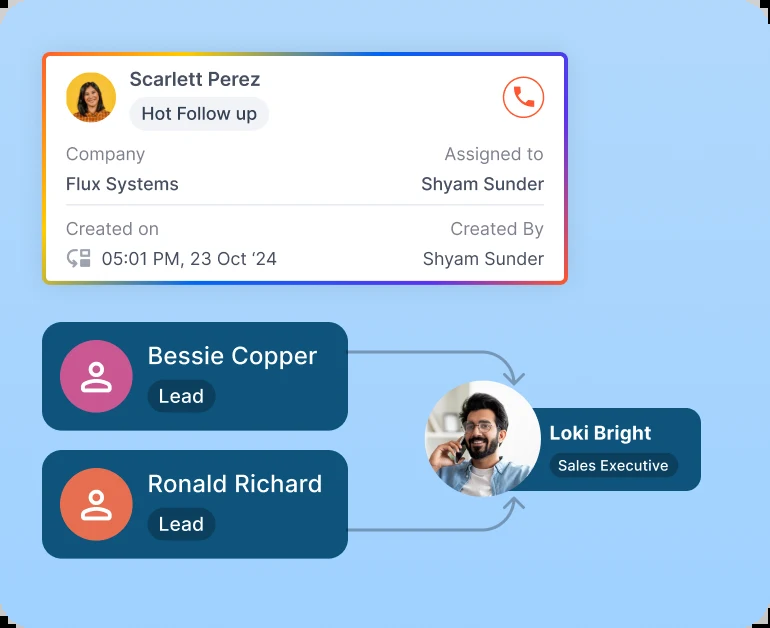 Scarlett Perez
Hot Follow up
Company
Assigned to
Flux Systems
Shyam Sunder
Created on
Created By
05:01 PM, 23 Oct ‘24
Shyam Sunder
Bessie Copper
Lead
Ronald Richard
Lead
Loki Bright
Sales Executive